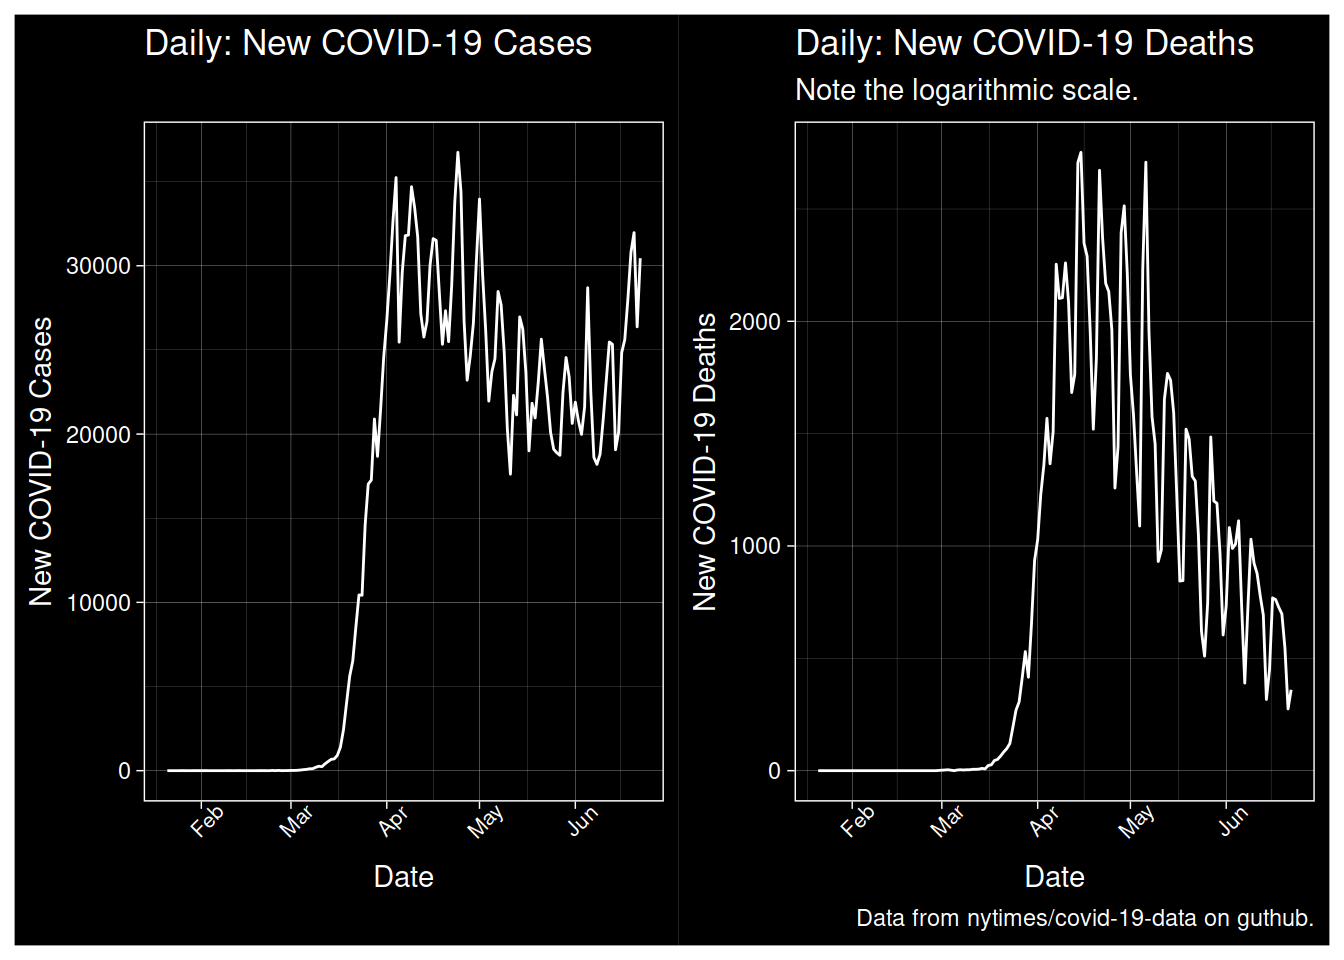 Daily: New COVID-19 Cases
New COVID-19 Cases
30000
20000
10000
0
Feb
Mar
Apr
May
Jun
Date
Daily: New COVID-19 Deaths
Note the logarithmic scale.
New COVID-19 Deaths
2000
1000
0
Feb
Mar
Apr
May
Jun
Date
Data from nytimes/covid-19-data on guthub.